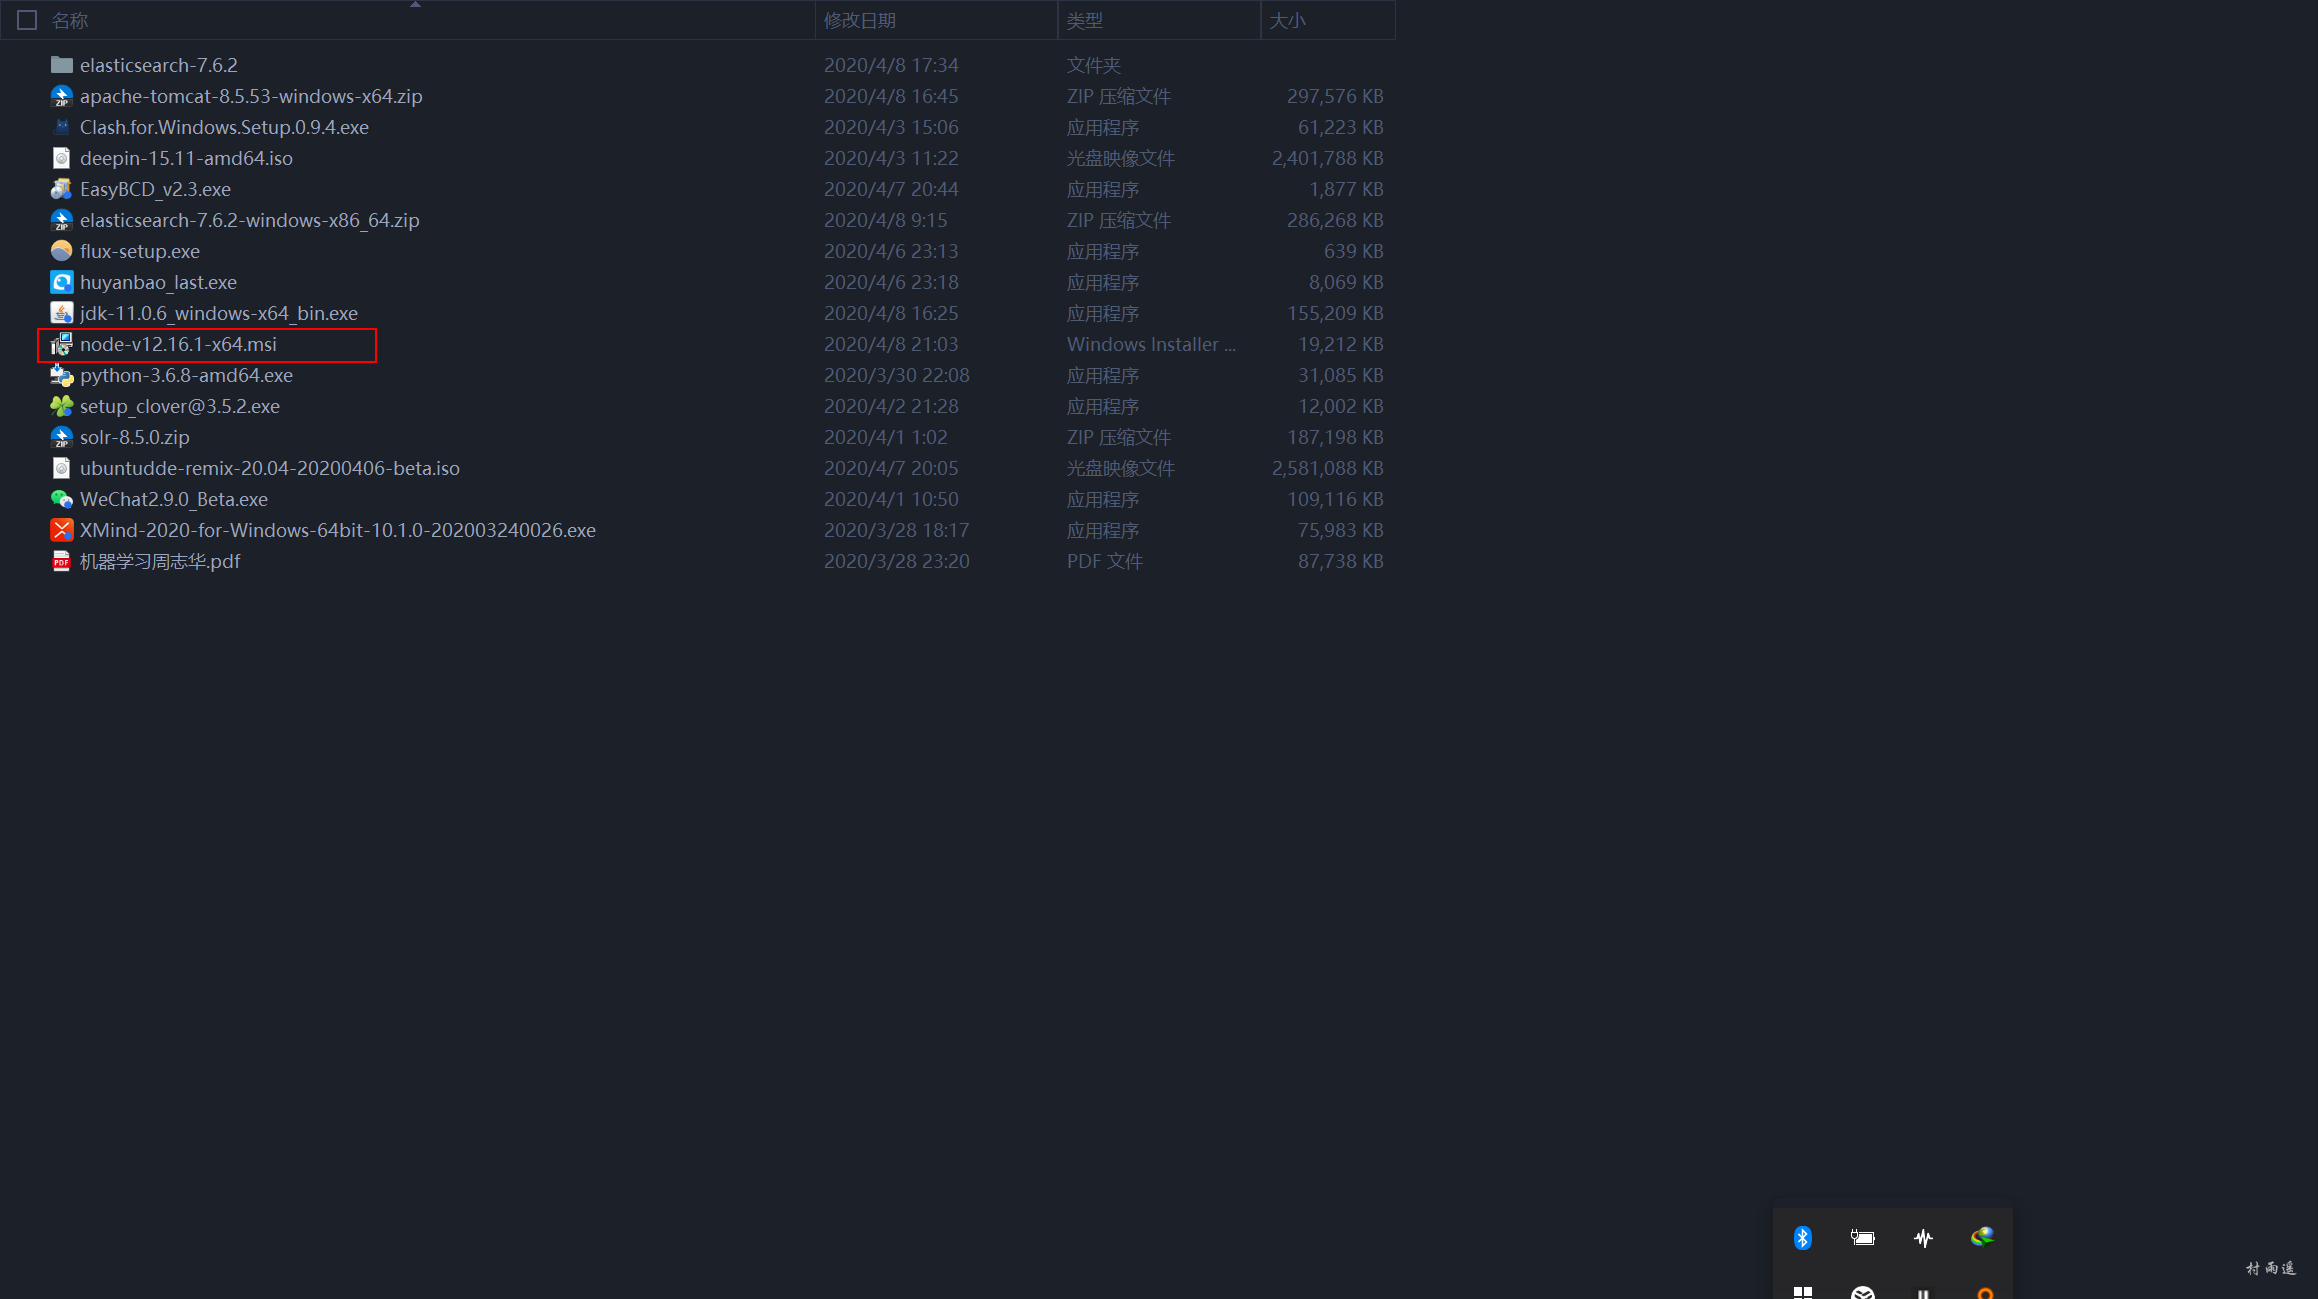 名称 修改日期 类型 大小
elasticsearch-7.6.2 2020/4/8 17:34 文件夹
apache-tomcat-8.5.53-windows-x64.zip 2020/4/8 16:45 ZIP 压缩文件 297,576 KB
Clash.for.Windows.Setup.0.9.4.exe 2020/4/3 15:06 应用程序 61,223 KB
deepin-15.11-amd64.iso 2020/4/3 11:22 光盘映像文件 2,401,788 KB
EasyBCD_v2.3.exe 2020/4/7 20:44 应用程序 1,877 KB
elasticsearch-7.6.2-windows-x86_64.zip 2020/4/8 9:15 ZIP 压缩文件 286,268 KB
flux-setup.exe 2020/4/6 23:13 应用程序 639 KB
huyanbao_last.exe 2020/4/6 23:18 应用程序 8,069 KB
jdk-11.0.6_windows-x64_bin.exe 2020/4/8 16:25 应用程序 155,209 KB
node-v12.16.1-x64.msi 2020/4/8 21:03 Windows Installer ... 19,212 KB
python-3.6.8-amd64.exe 2020/3/30 22:08 应用程序 31,085 KB
setup_clover@3.5.2.exe 2020/4/2 21:28 应用程序 12,002 KB
solr-8.5.0.zip 2020/4/1 1:02 ZIP 压缩文件 187,198 KB
ubuntudde-remix-20.04-20200406-beta.iso 2020/4/7 20:05 光盘映像文件 2,581,088 KB
WeChat2.9.0_Beta.exe 2020/4/1 10:50 应用程序 109,116 KB
XMind-2020-for-Windows-64bit-10.1.0-202003240026.exe 2020/3/28 18:17 应用程序 75,983 KB
机器学习周志华.pdf 2020/3/28 23:20 PDF 文件 87,738 KB
村雨遥